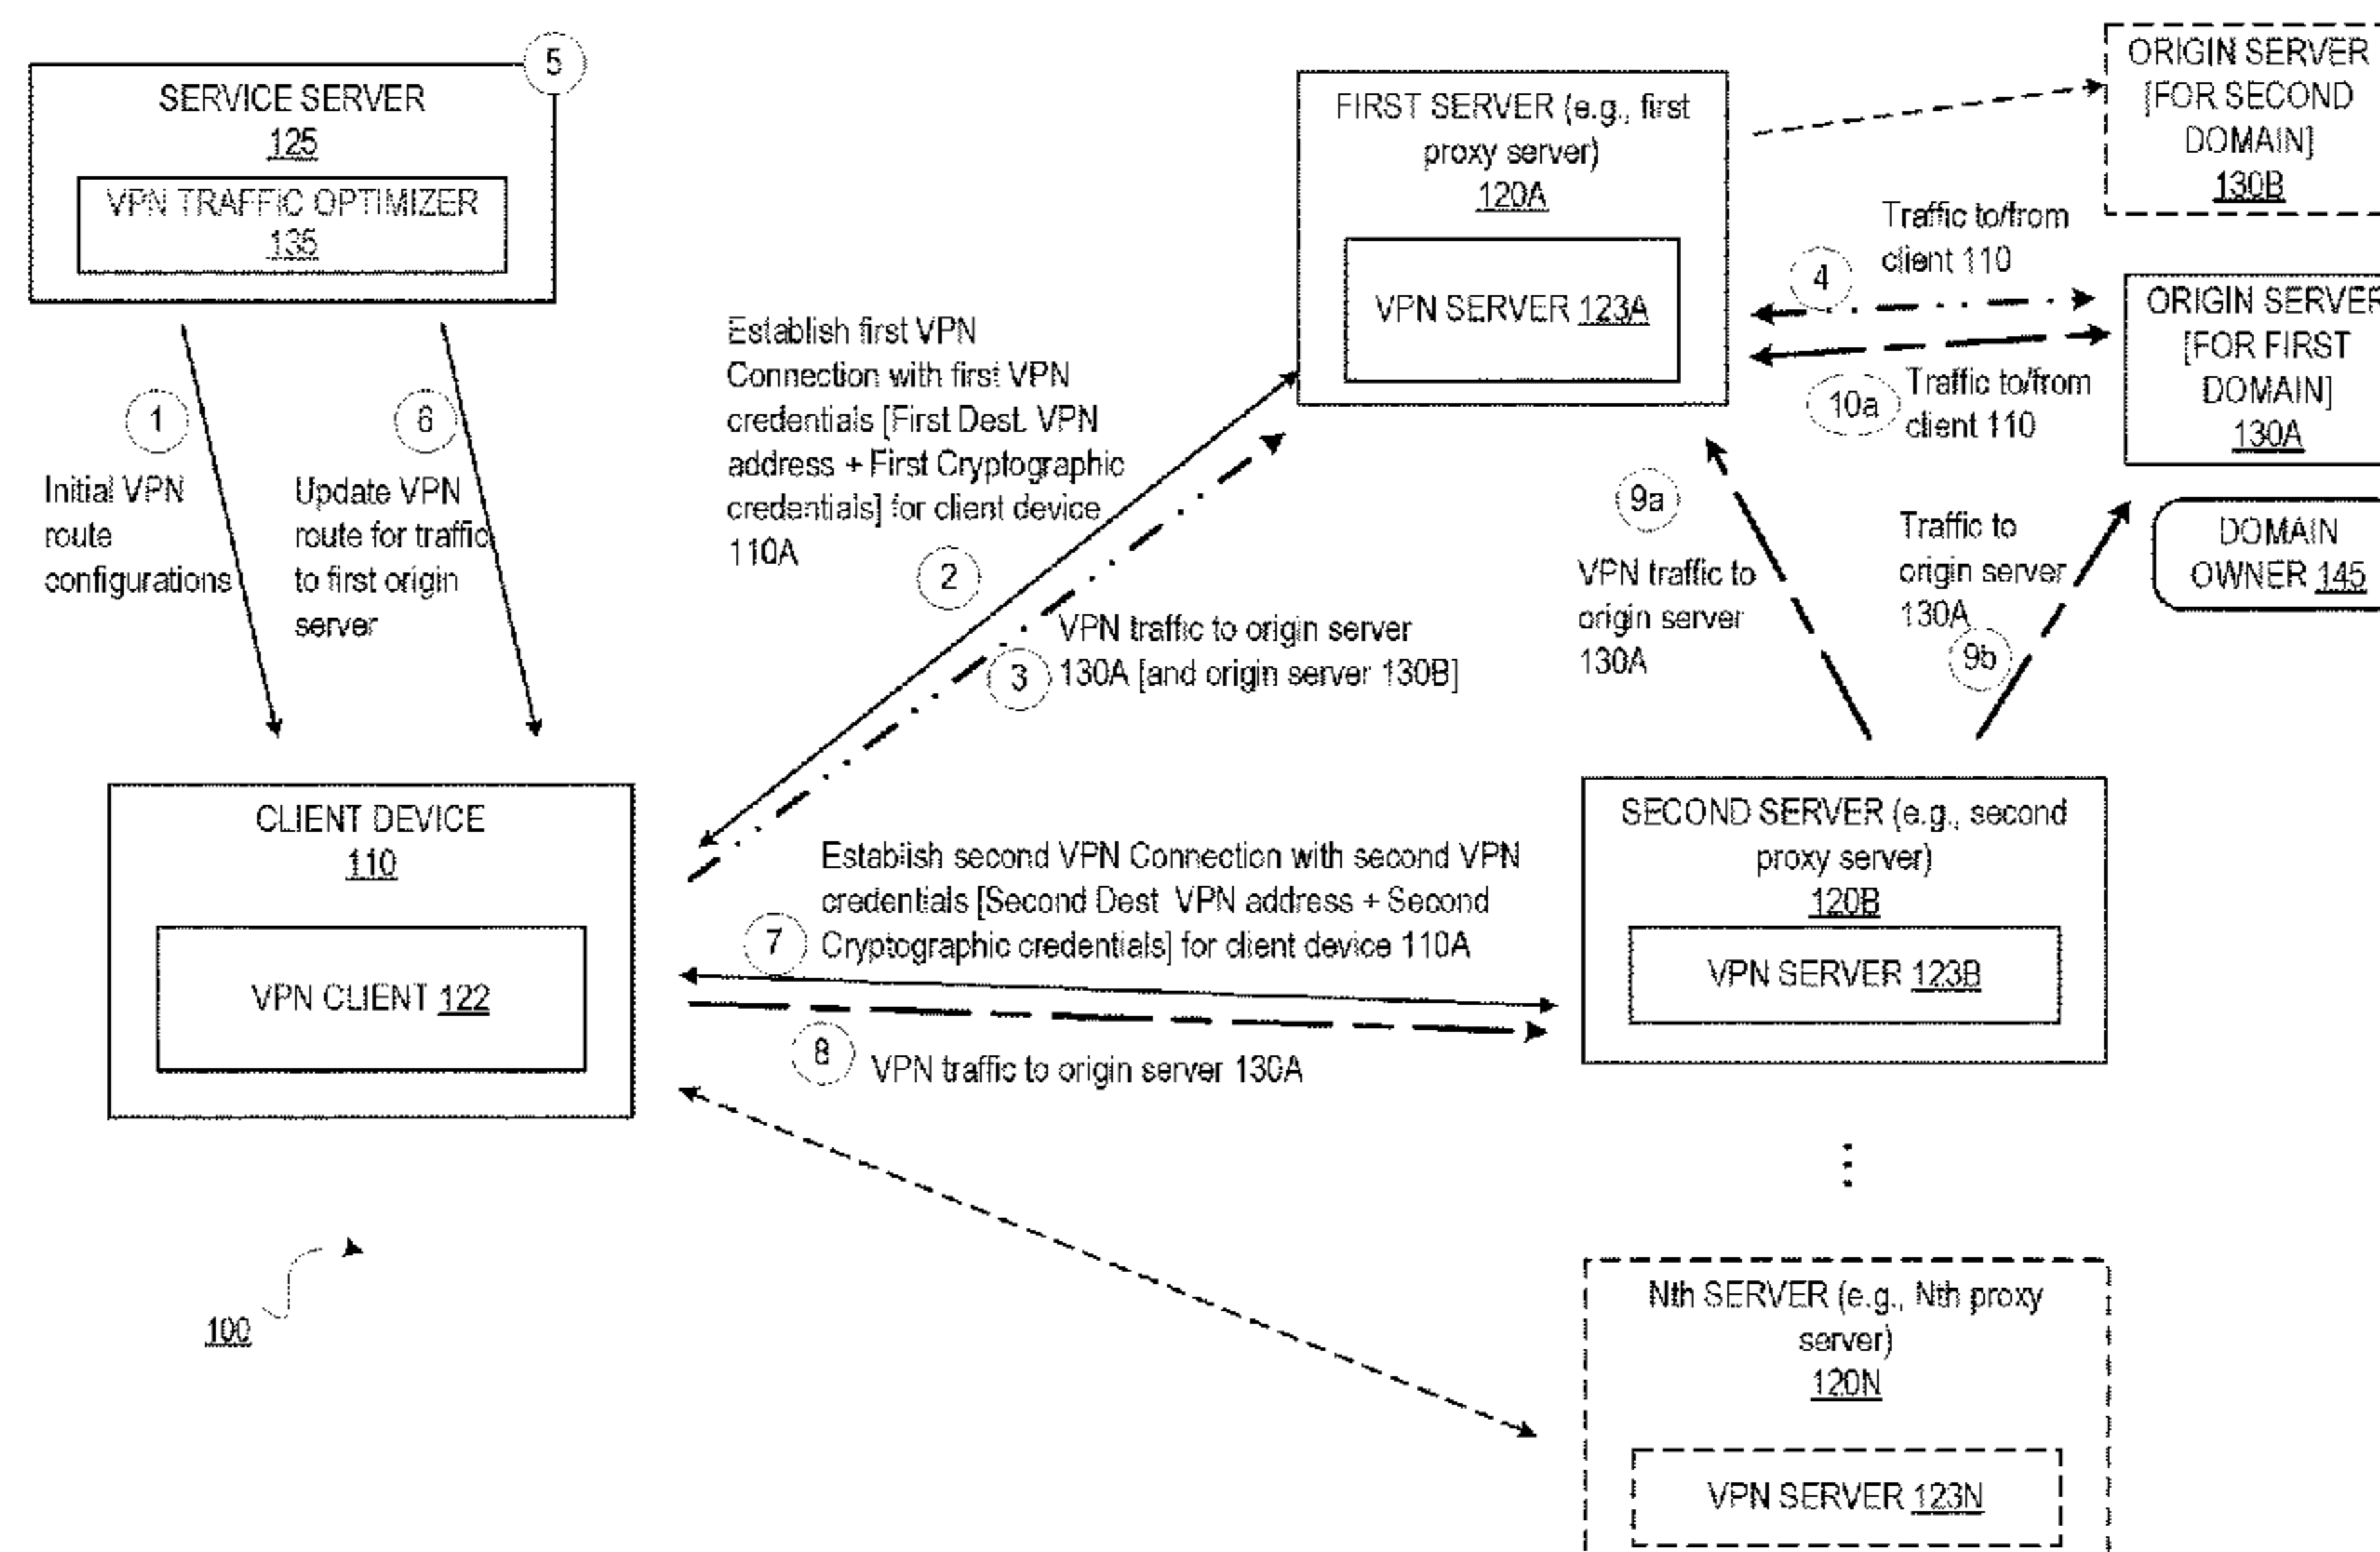 5
SERVICE SERVER
125
VPN TRAFFIC OPTIMIZER
135
FIRST SERVER (e.g., first
proxy server)
120A
VPN SERVER 123A
ORIGIN SERVER
[FOR SECOND
DOMAIN]
130B
Traffic to/from
client 110
4
ORIGIN SERVER
[FOR FIRST
DOMAIN]
130A
10a
Traffic to/from
client 110
DOMAIN
OWNER 145
1
Initial VPN
route
configurations
6
Update VPN
route for traffic
to first origin
server
Establish first VPN
Connection with first VPN
credentials [First Dest. VPN
address + First Cryptographic
credentials] for client device
110A
2
3
VPN traffic to origin server
130A [and origin server 130B]
9a
VPN traffic to
origin server
130A
Traffic to
origin server
130A
9b
CLIENT DEVICE
110
VPN CLIENT 122
Establish second VPN Connection with second VPN
credentials [Second Dest VPN address + Second
Cryptographic credentials] for client device 110A
7
8
VPN traffic to origin server 130A
SECOND SERVER (e.g., second
proxy server)
120B
VPN SERVER 123B
100
Nth SERVER (e.g., Nth proxy
server)
120N
VPN SERVER 123N